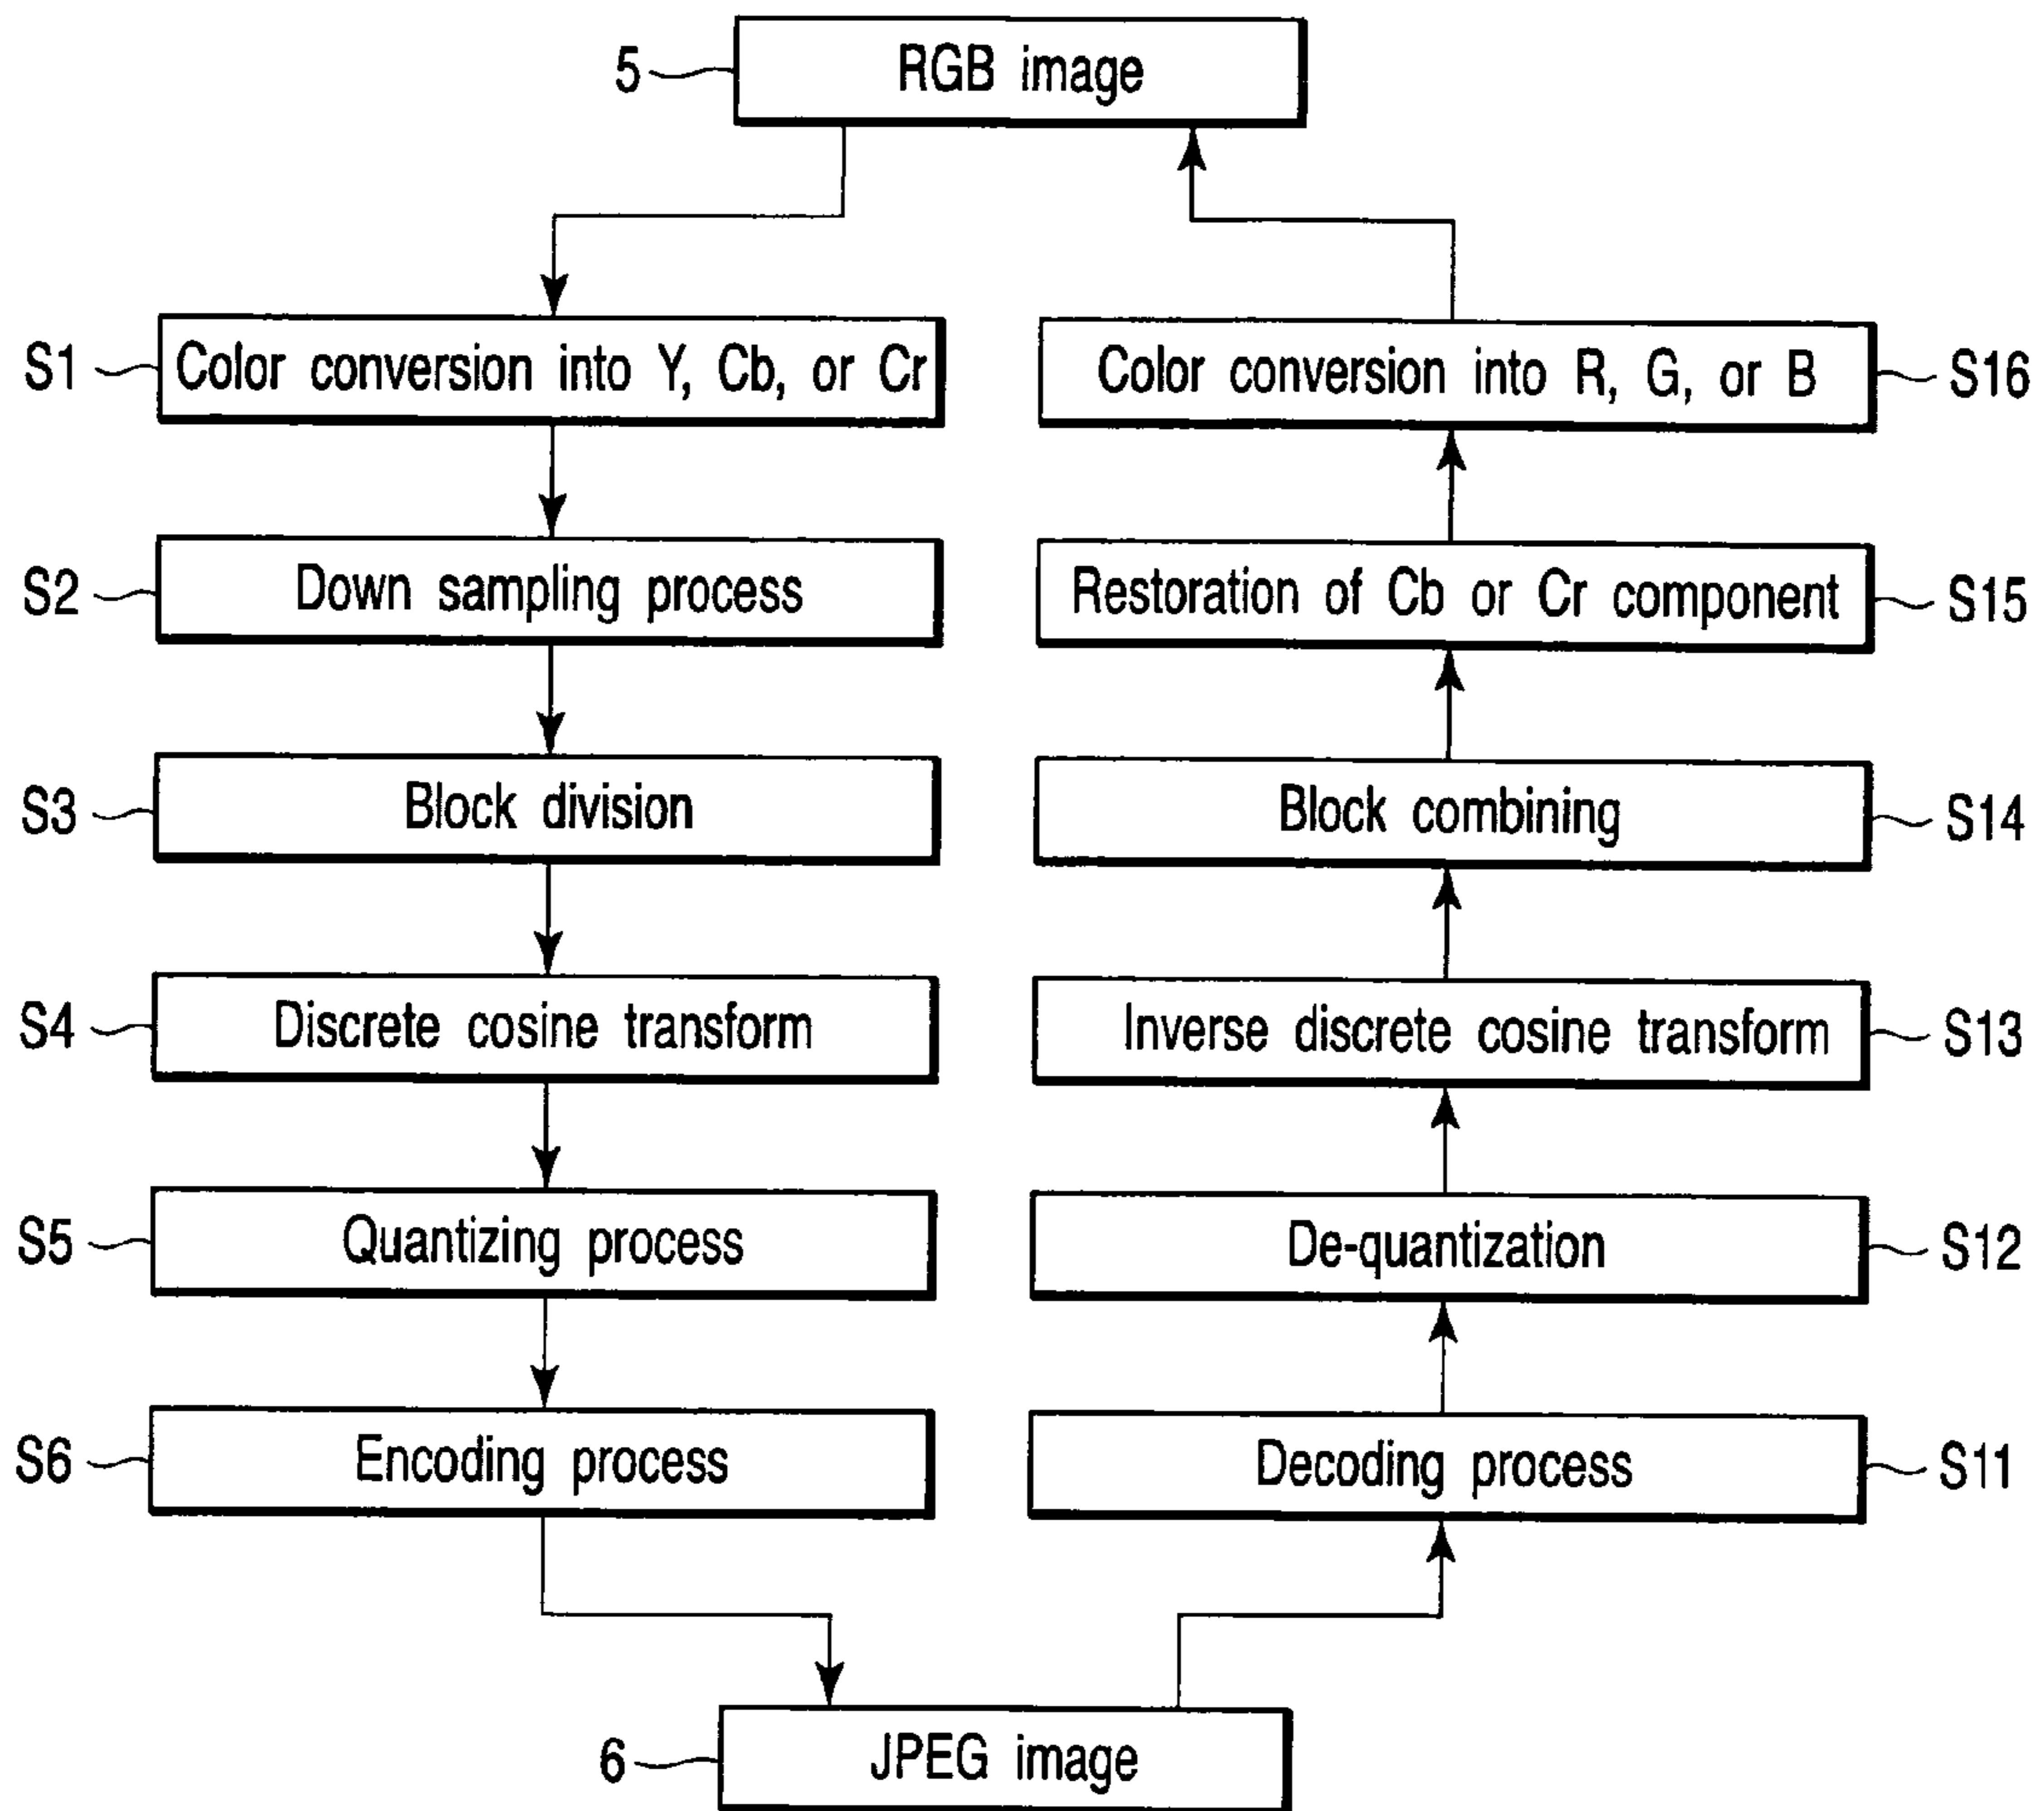 5 RGB image
S1 Color conversion into Y, Cb, or Cr
Color conversion into R, G, or B S16
S2 Down sampling process
Restoration of Cb or Cr component S15
S3 Block division
Block combining S14
S4 Discrete cosine transform
Inverse discrete cosine transform S13
S5 Quantizing process
De-quantization S12
S6 Encoding process
Decoding process S11
6 JPEG image